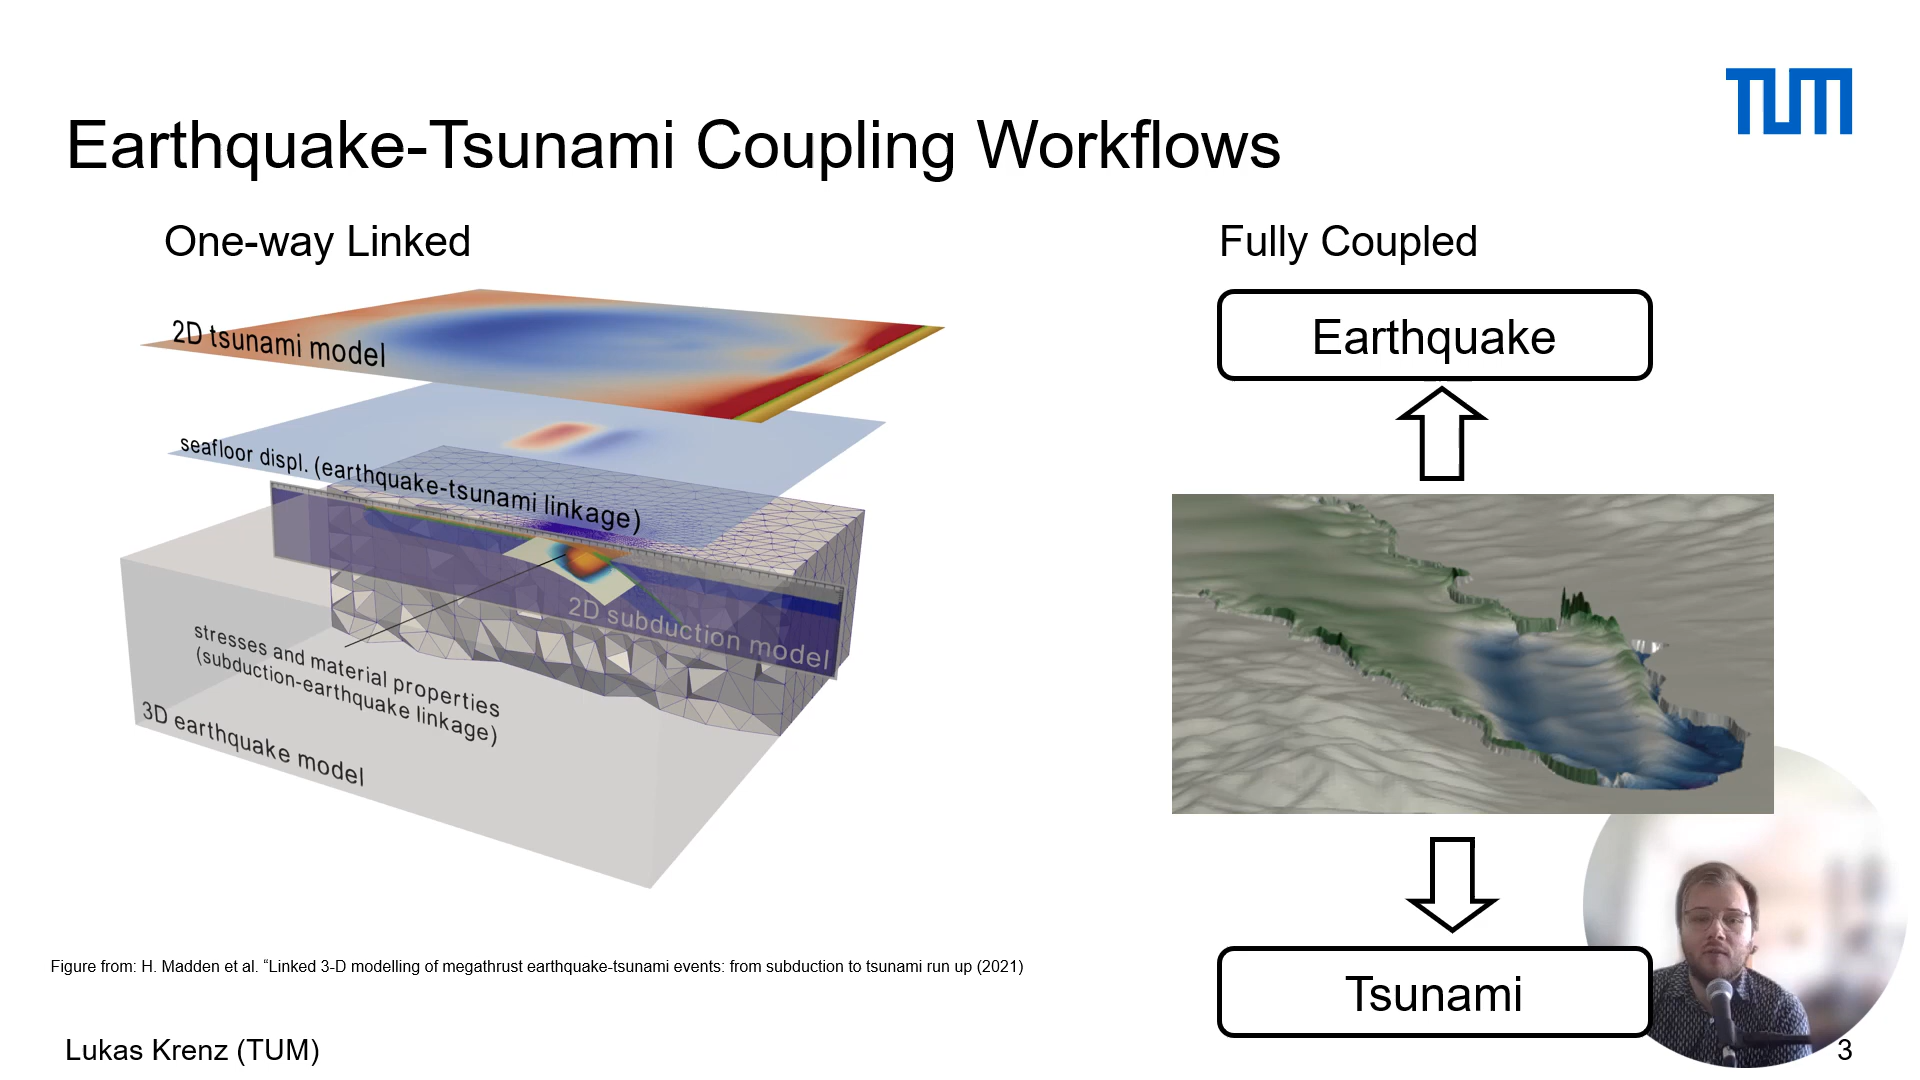 TUM
Earthquake-Tsunami Coupling Workflows
One-way Linked
2D tsunami model
seafloor displ. (earthquake-tsunami linkage)
2D subduction model
stresses and material properties
(subduction-earthquake linkage)
3D earthquake model
Figure from: H. Madden et al. “Linked 3-D modelling of megathrust earthquake-tsunami events: from subduction to tsunami run up (2021)
Fully Coupled
Earthquake
Tsunami
Lukas Krenz (TUM)
3